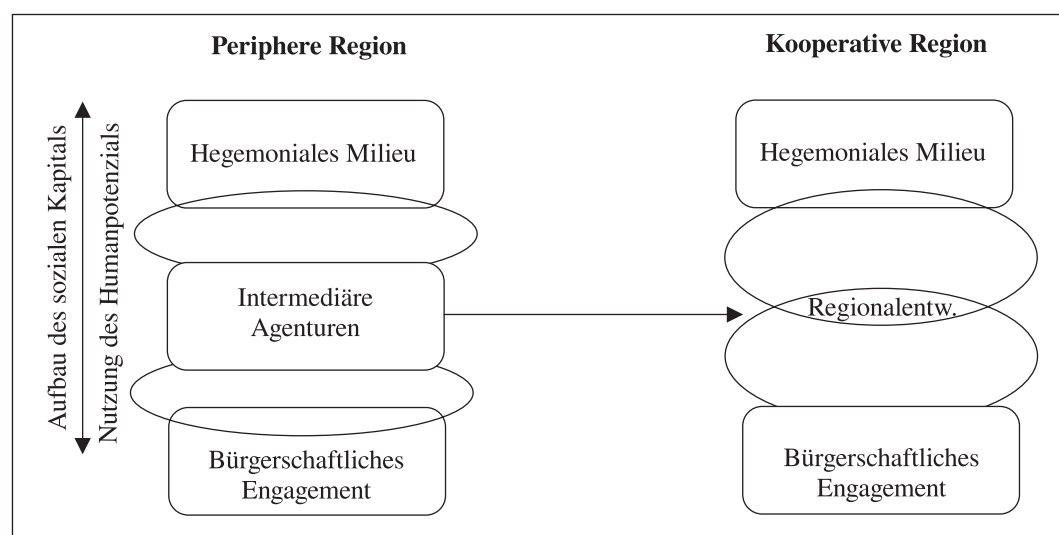 Periphere Region
Kooperative Region
Aufbau des sozialen Kapitals
Nutzung des Humanpotenzials
Hegemoniales Milieu
Intermediäre
Agenturen
Bürgerschaftliches
Engagement
Hegemoniales Milieu
Regionalentw.
Bürgerschaftliches
Engagement